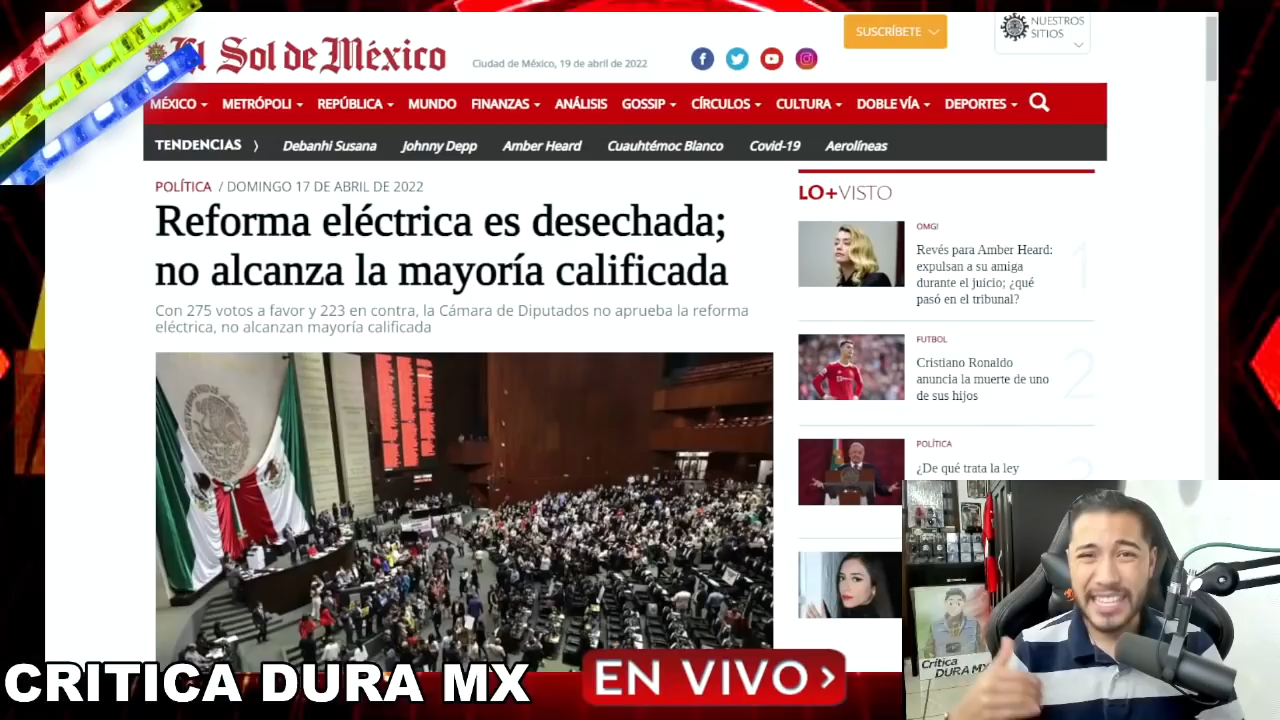 El Sol de México
Ciudad de México, 19 de abril de 2022
SUSCRÍBETE
NUESTROS
SITIOS
MÉXICO METRÓPOLI REPÚBLICA MUNDO FINANZAS ANÁLISIS GOSSIP CÍRCULOS CULTURA DOBLE VÍA DEPORTES
TENDENCIAS Debanhi Susana Johnny Depp Amber Heard Cuauhtémoc Blanco Covid-19 Aerolíneas
POLÍTICA / DOMINGO 17 DE ABRIL DE 2022
Reforma eléctrica es desechada;
no alcanza la mayoría calificada
Con 275 votos a favor y 223 en contra, la Cámara de Diputados no aprueba la reforma
eléctrica, no alcanzan mayoría calificada
LO+VISTO
OMG!
Revés para Amber Heard:
expulsan a su amiga
durante el juicio; ¿qué
pasó en el tribunal?
1
FUTBOL
Cristiano Ronaldo
anuncia la muerte de uno
de sus hijos
2
POLÍTICA
¿De qué trata la ley
Crítica
DURA MX
CRITICA DURA MX
EN VIVO